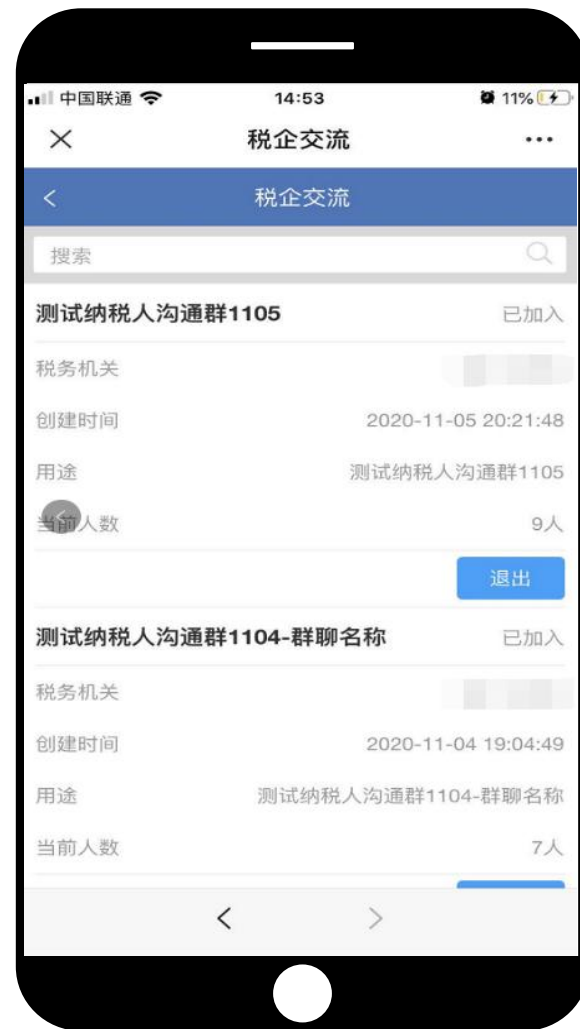 中国联通 14:53 11%
税企交流
税企交流
搜索
测试纳税人沟通群1105 已加入
税务机关
创建时间 2020-11-05 20:21:48
用途 测试纳税人沟通群1105
当前人数 9人
退出
测试纳税人沟通群1104-群聊名称 已加入
税务机关
创建时间 2020-11-04 19:04:49
用途 测试纳税人沟通群1104-群聊名称
当前人数 7人